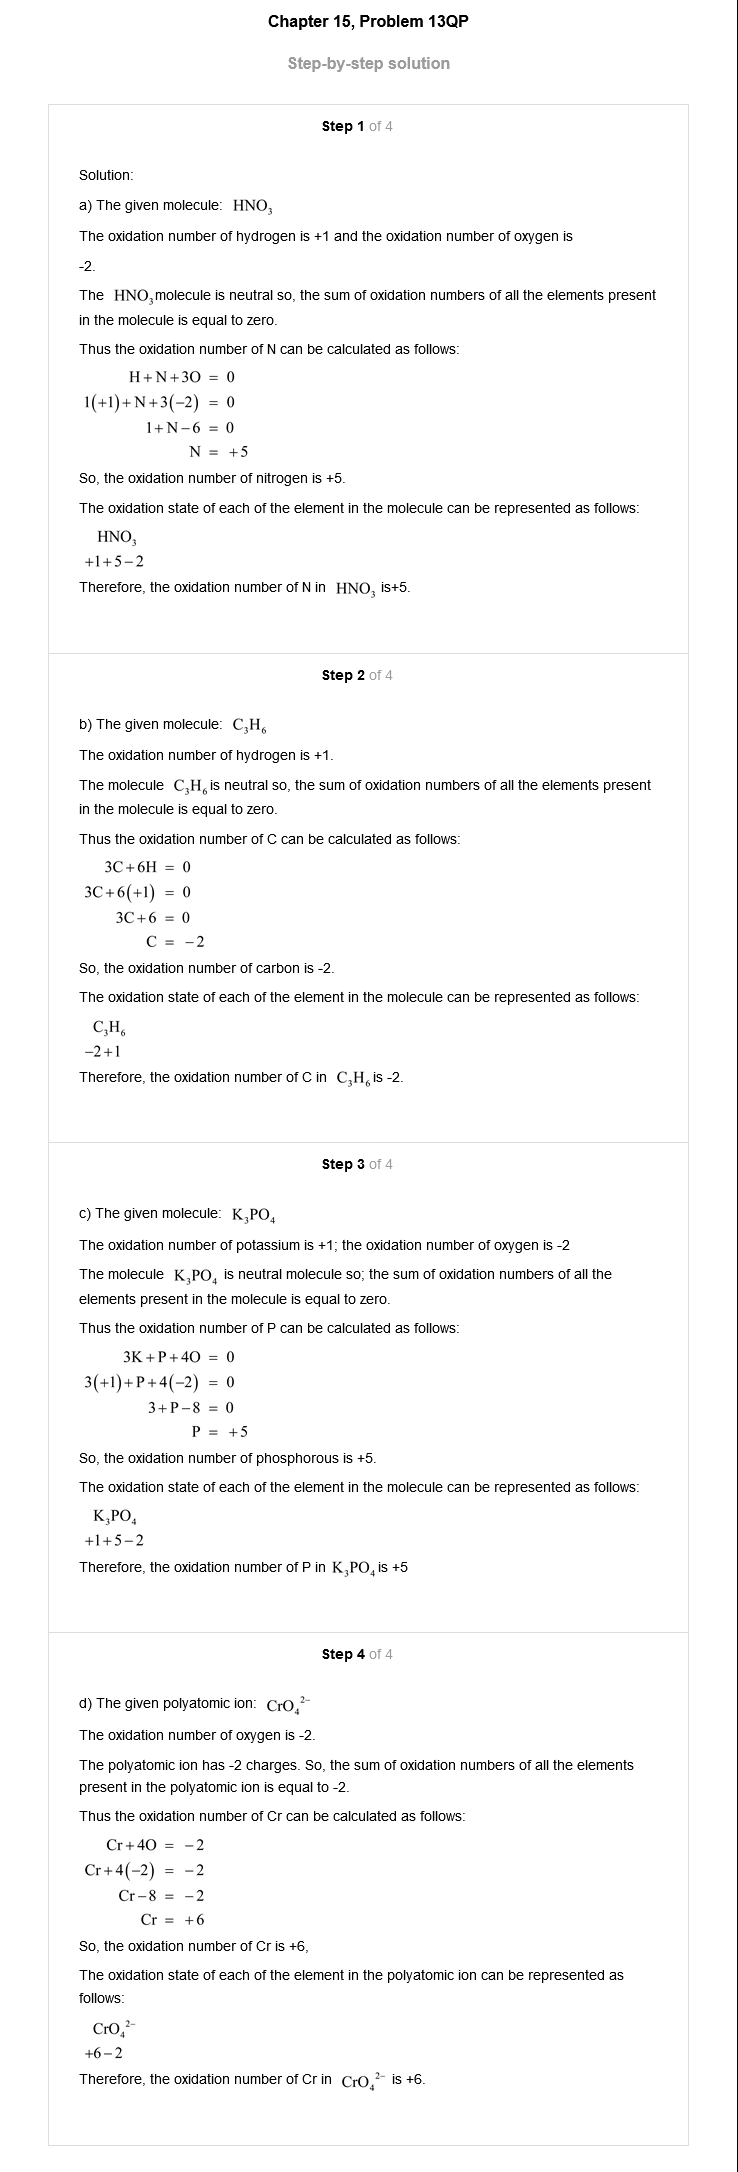 Chapter 15, Problem 13QP
Step-by-step solution
Step 1 of 4
Solution:
a) The given molecule: HNO₃
The oxidation number of hydrogen is +1 and the oxidation number of oxygen is
-2.
The HNO₃ molecule is neutral so, the sum of oxidation numbers of all the elements present
in the molecule is equal to zero.
Thus the oxidation number of N can be calculated as follows:
H+N+3O = 0
1(+1)+N+3(−2) = 0
1+N−6 = 0
N = +5
So, the oxidation number of nitrogen is +5.
The oxidation state of each of the element in the molecule can be represented as follows:
HNO₃
+1+5−2
Therefore, the oxidation number of N in HNO₃ is+5.
Step 2 of 4
b) The given molecule: C₃H₆
The oxidation number of hydrogen is +1.
The molecule C₃H₆ is neutral so, the sum of oxidation numbers of all the elements present
in the molecule is equal to zero.
Thus the oxidation number of C can be calculated as follows:
3C+6H = 0
3C+6(+1) = 0
3C+6 = 0
C = −2
So, the oxidation number of carbon is -2.
The oxidation state of each of the element in the molecule can be represented as follows:
C₃H₆
−2+1
Therefore, the oxidation number of C in C₃H₆ is -2.
Step 3 of 4
c) The given molecule: K₃PO₄
The oxidation number of potassium is +1; the oxidation number of oxygen is -2
The molecule K₃PO₄ is neutral molecule so; the sum of oxidation numbers of all the
elements present in the molecule is equal to zero.
Thus the oxidation number of P can be calculated as follows:
3K+P+4O = 0
3(+1)+P+4(−2) = 0
3+P−8 = 0
P = +5
So, the oxidation number of phosphorous is +5.
The oxidation state of each of the element in the molecule can be represented as follows:
K₃PO₄
+1+5−2
Therefore, the oxidation number of P in K₃PO₄ is +5
Step 4 of 4
d) The given polyatomic ion: CrO₄²⁻
The oxidation number of oxygen is -2.
The polyatomic ion has -2 charges. So, the sum of oxidation numbers of all the elements
present in the polyatomic ion is equal to -2.
Thus the oxidation number of Cr can be calculated as follows:
Cr+4O = −2
Cr+4(−2) = −2
Cr−8 = −2
Cr = +6
So, the oxidation number of Cr is +6,
The oxidation state of each of the element in the polyatomic ion can be represented as
follows:
CrO₄²⁻
+6−2
Therefore, the oxidation number of Cr in CrO₄²⁻ is +6.